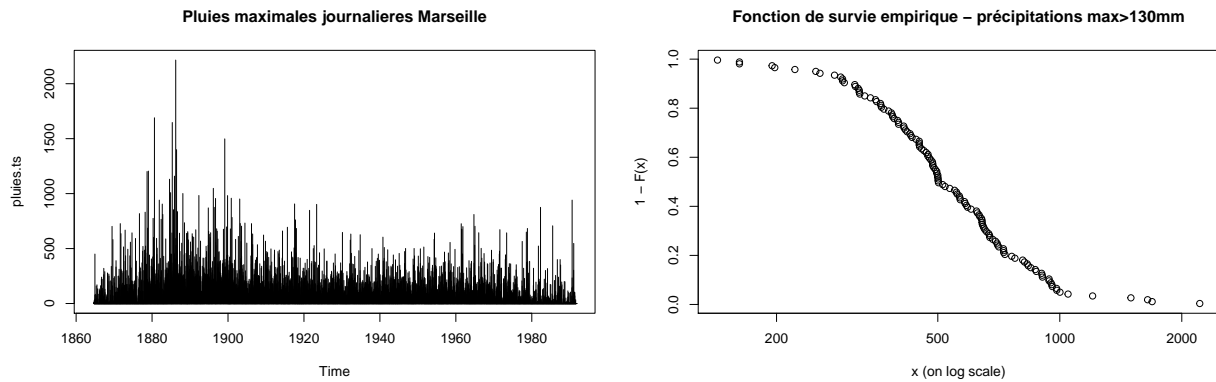 Pluies maximales journalieres Marseille
pluies.ts
2000
1500
1000
500
0
1860 1880 1900 1920 1940 1960 1980
Time
Fonction de survie empirique – précipitations max>130mm
1 − F(x)
1.0
0.8
0.6
0.4
0.2
0.0
200 500 1000 2000
x (on log scale)